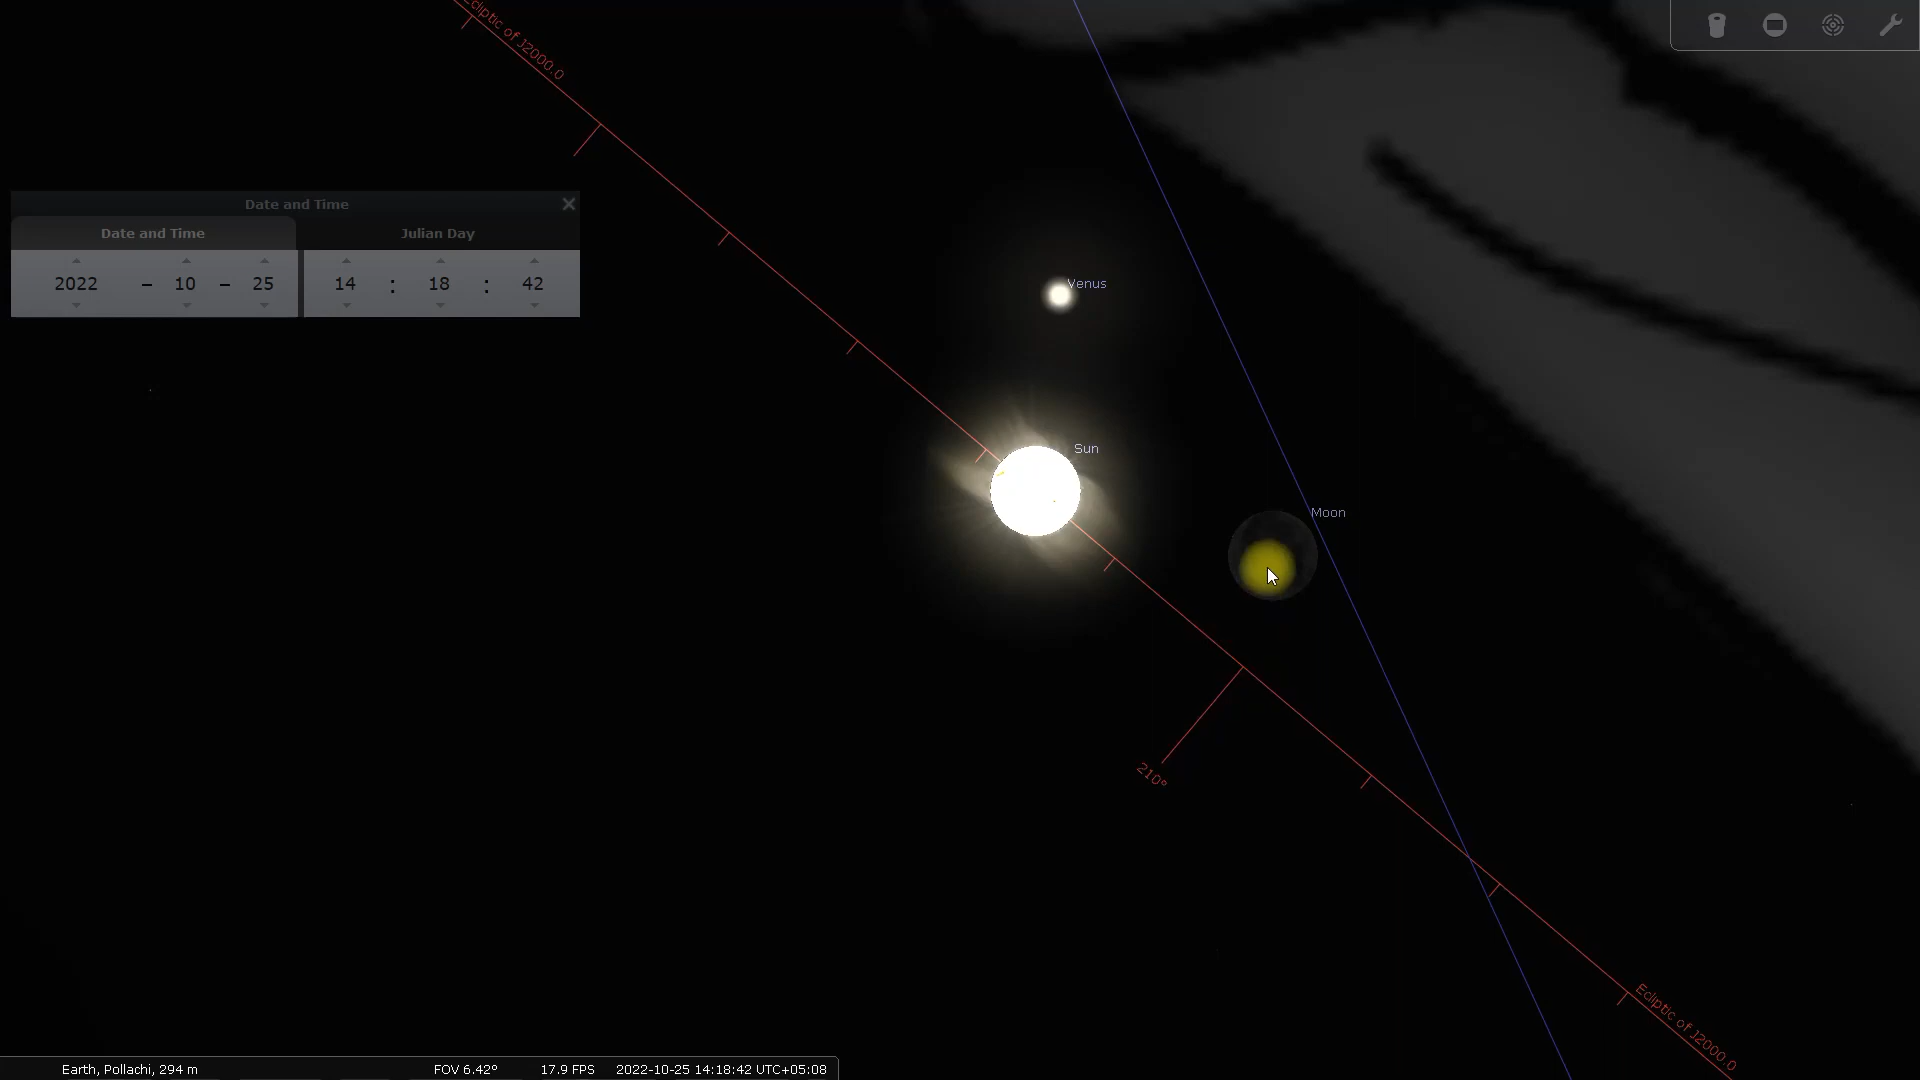 Ecliptic of J2000.0
Date and Time
Date and Time
Julian Day
2022 – 10 – 25
14 : 18 : 42
Venus
Sun
Moon
210°
Ecliptic of J2000.0
Earth, Pollachi, 294 m
FOV 6.42°
17.9 FPS
2022-10-25 14:18:42 UTC+05:08